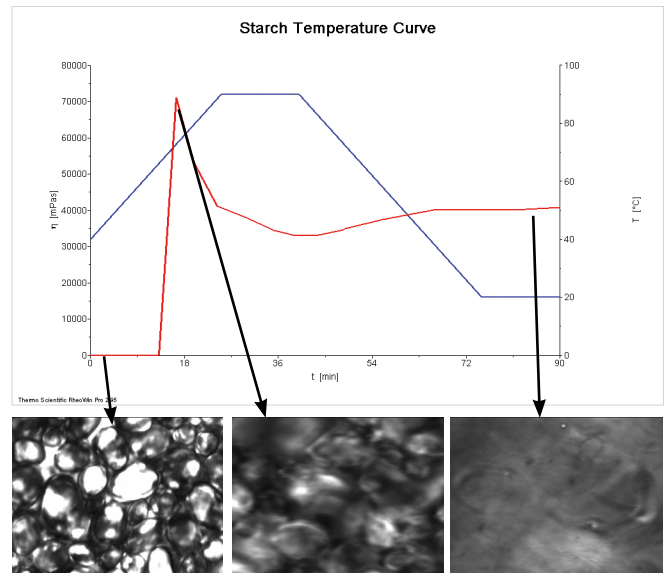 Starch Temperature Curve
80000
70000
60000
50000
40000
30000
20000
10000
0
η [mPas]
100
80
60
40
20
0
T [°C]
0 18 36 54 72 90
t [min]
Thermo Scientific RheoWin Pro